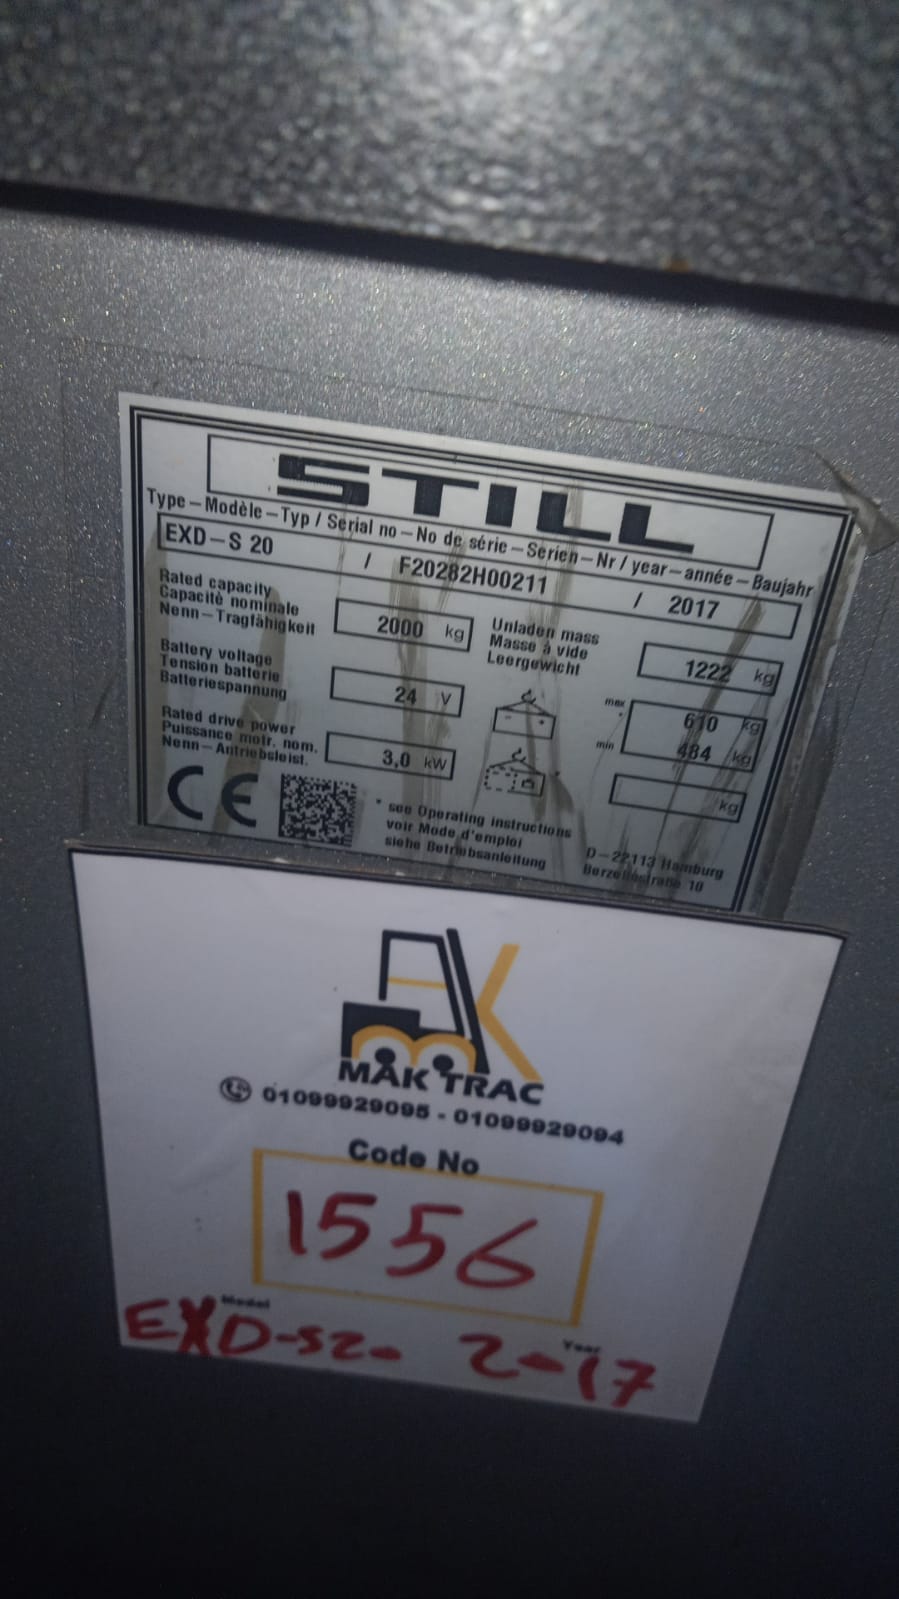 STILL
Type–Modèle–Typ / Serial no–No de série–Serien–Nr / year–année–Baujahr
EXD–S 20 / F20282H00211 / 2017
Rated capacity
Capacité nominale
Nenn–Tragfähigkeit
2000 kg
Unladen mass
Masse à vide
Leergewicht
1222 kg
Battery voltage
Tension batterie
Batteriespannung
24 V
max
610 kg
*
min
484 kg
Rated drive power
Puissance motr. nom.
Nenn–Antriebsleist.
3,0 kW
kg
CE
* see Operating instructions
voir Mode d'emploi
siehe Betriebsanleitung
D–22113 Hamburg
Berzeliusstraße 10
MAK TRAC
01099929095 - 01099929094
Code No
1556
Model
EXD-S20
Year
2017